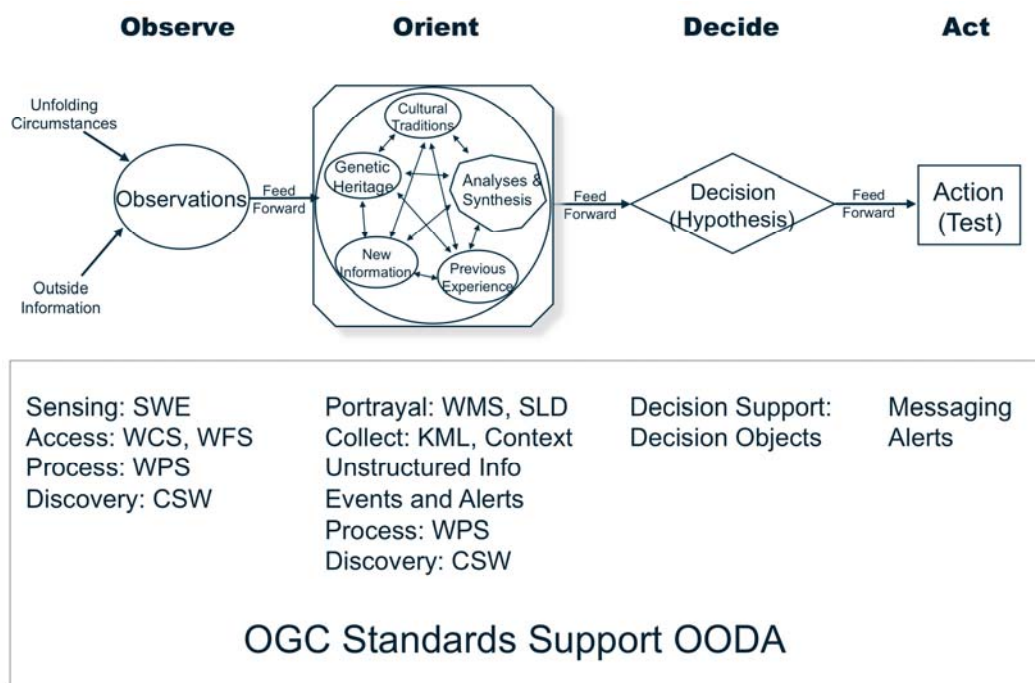 Observe
Orient
Decide
Act
Unfolding
Circumstances
Observations
Outside
Information
Feed
Forward
Cultural
Traditions
Genetic
Heritage
Analyses &
Synthesis
New
Information
Previous
Experience
Feed
Forward
Decision
(Hypothesis)
Feed
Forward
Action
(Test)
Sensing: SWE
Access: WCS, WFS
Process: WPS
Discovery: CSW
Portrayal: WMS, SLD
Collect: KML, Context
Unstructured Info
Events and Alerts
Process: WPS
Discovery: CSW
Decision Support:
Decision Objects
Messaging
Alerts
OGC Standards Support OODA